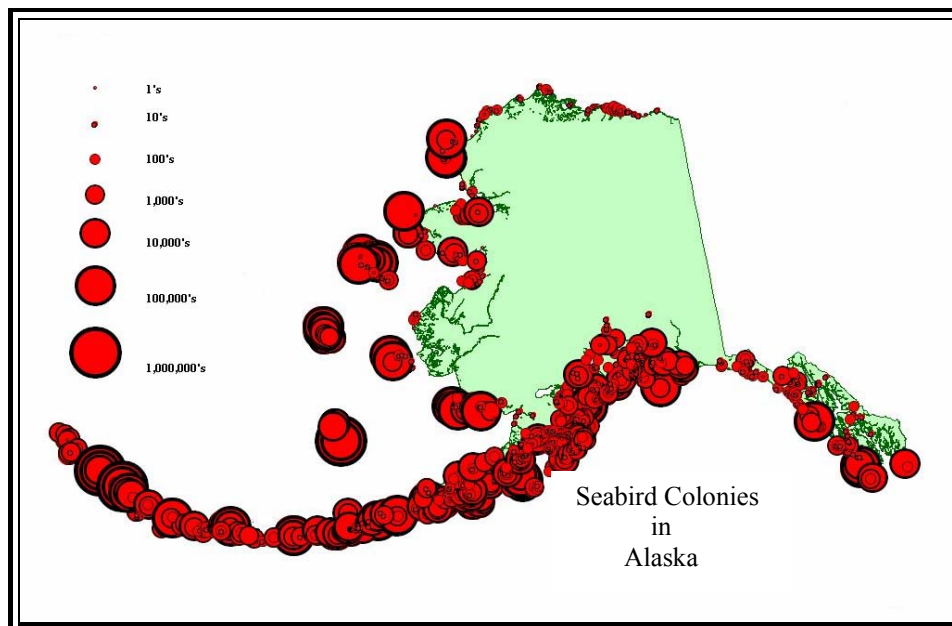 1's
10's
100's
1,000's
10,000's
100,000's
1,000,000's
Seabird Colonies
in
Alaska